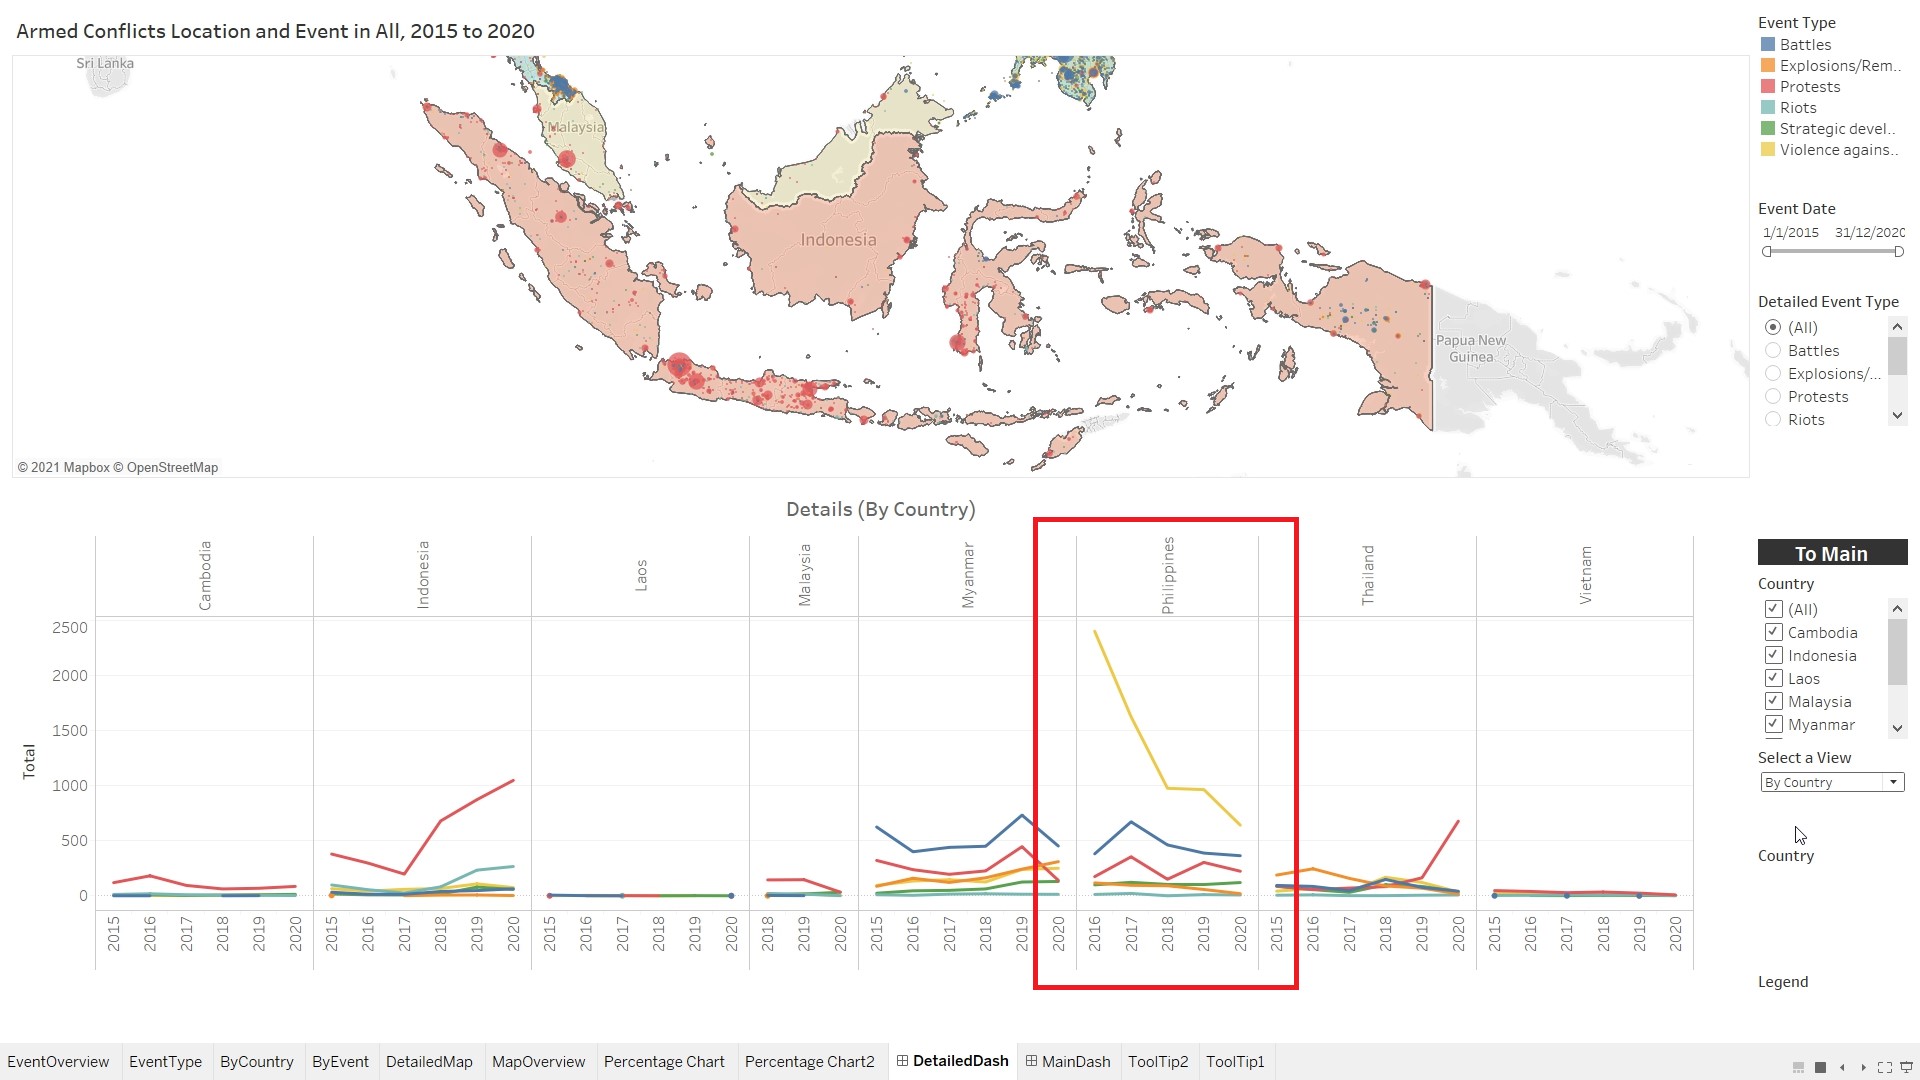 Armed Conflicts Location and Event in All, 2015 to 2020
Sri Lanka
Malaysia
Indonesia
Papua New
Guinea
© 2021 Mapbox © OpenStreetMap
Event Type
Battles
Explosions/Rem..
Protests
Riots
Strategic devel..
Violence agains..
Event Date
1/1/2015 31/12/2020
Detailed Event Type
(All)
Battles
Explosions/...
Protests
Riots
Details (By Country)
Cambodia
Indonesia
Laos
Malaysia
Myanmar
Philippines
Thailand
Vietnam
Total
2500
2000
1500
1000
500
0
2015 2016 2017 2018 2019 2020
2015 2016 2017 2018 2019 2020
2015 2016 2017 2018 2019 2020
2018 2019 2020
2015 2016 2017 2018 2019 2020
2016 2017 2018 2019 2020
2015 2016 2017 2018 2019 2020
2015 2016 2017 2018 2019 2020
To Main
Country
(All)
Cambodia
Indonesia
Laos
Malaysia
Myanmar
Select a View
By Country
Country
Legend
EventOverview EventType ByCountry ByEvent DetailedMap MapOverview Percentage Chart Percentage Chart2 DetailedDash MainDash ToolTip2 ToolTip1